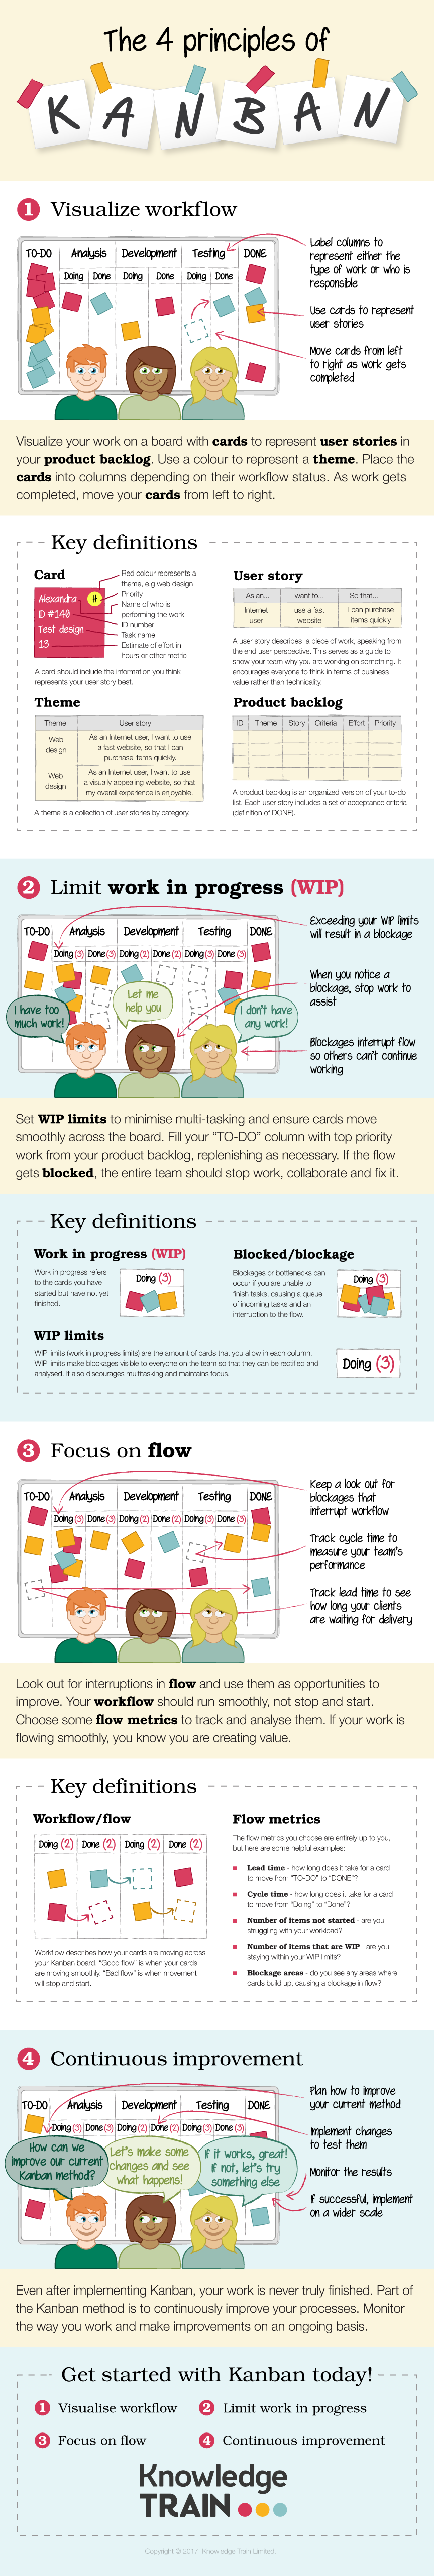 The 4 principles of
KANBAN
1 Visualize workflow
TO-DO Analysis Development Testing DONE
Doing Done Doing Done Doing Done
Label columns to
represent either the
type of work or who is
responsible
Use cards to represent
user stories
Move cards from left
to right as work gets
completed
Visualize your work on a board with cards to represent user stories in
your product backlog. Use a colour to represent a theme. Place the
cards into columns depending on their workflow status. As work gets
completed, move your cards from left to right.
Key definitions
Card
Alexandra H
ID #140
Test design
13
Red colour represents a
theme, e.g web design
Priority
Name of who is
performing the work
ID number
Task name
Estimate of effort in
hours or other metric
A card should include the information you think
represents your user story best.
User story
As an... I want to... So that...
Internet
user
use a fast
website
I can purchase
items quickly
A user story describes a piece of work, speaking from
the end user perspective. This serves as a guide to
show your team why you are working on something. It
encourages everyone to think in terms of business
value rather than technicality.
Theme
Theme User story
Web
design
As an Internet user, I want to use
a fast website, so that I can
purchase items quickly.
Web
design
As an Internet user, I want to use
a visually appealing website, so that
my overall experience is enjoyable.
A theme is a collection of user stories by category.
Product backlog
ID Theme Story Criteria Effort Priority
A product backlog is an organized version of your to-do
list. Each user story includes a set of acceptance criteria
(definition of DONE).
2 Limit work in progress (WIP)
TO-DO Analysis Development Testing DONE
Doing (3) Done (3) Doing (2) Done (2) Doing (3) Done (3)
I have too
much work!
Let me
help you
I don't have
any work!
Exceeding your WIP limits
will result in a blockage
When you notice a
blockage, stop work to
assist
Blockages interrupt flow
so others can't continue
working
Set WIP limits to minimise multi-tasking and ensure cards move
smoothly across the board. Fill your “TO-DO” column with top priority
work from your product backlog, replenishing as necessary. If the flow
gets blocked, the entire team should stop work, collaborate and fix it.
Key definitions
Work in progress (WIP)
Work in progress refers
to the cards you have
started but have not yet
finished.
Doing (3)
Blocked/blockage
Blockages or bottlenecks can
occur if you are unable to
finish tasks, causing a queue
of incoming tasks and an
interruption to the flow.
Doing (3)
WIP limits
WIP limits (work in progress limits) are the amount of cards that you allow in each column.
WIP limits make blockages visible to everyone on the team so that they can be rectified and
analysed. It also discourages multitasking and maintains focus.
Doing (3)
3 Focus on flow
TO-DO Analysis Development Testing DONE
Doing (3) Done (3) Doing (2) Done (2) Doing (3) Done (3)
Keep a look out for
blockages that
interrupt workflow
Track cycle time to
measure your team's
performance
Track lead time to see
how long your clients
are waiting for delivery
Look out for interruptions in flow and use them as opportunities to
improve. Your workflow should run smoothly, not stop and start.
Choose some flow metrics to track and analyse them. If your work is
flowing smoothly, you know you are creating value.
Key definitions
Workflow/flow
Doing (2) Done (2) Doing (2) Done (2)
Workflow describes how your cards are moving across
your Kanban board. “Good flow” is when your cards
are moving smoothly. “Bad flow” is when movement
will stop and start.
Flow metrics
The flow metrics you choose are entirely up to you,
but here are some helpful examples:
Lead time - how long does it take for a card
to move from “TO-DO” to “DONE”?
Cycle time - how long does it take for a card
to move from “Doing” to “Done”?
Number of items not started - are you
struggling with your workload?
Number of items that are WIP - are you
staying within your WIP limits?
Blockage areas - do you see any areas where
cards build up, causing a blockage in flow?
4 Continuous improvement
TO-DO Analysis Development Testing DONE
Doing (3) Done (3) Doing (2) Done (2) Doing (3) Done (3)
How can we
improve our current
Kanban method?
Let's make some
changes and see
what happens!
If it works, great!
If not, let's try
something else
Plan how to improve
your current method
Implement changes
to test them
Monitor the results
If successful, implement
on a wider scale
Even after implementing Kanban, your work is never truly finished. Part of
the Kanban method is to continuously improve your processes. Monitor
the way you work and make improvements on an ongoing basis.
Get started with Kanban today!
1 Visualise workflow
2 Limit work in progress
3 Focus on flow
4 Continuous improvement
Knowledge
TRAIN
Copyright © 2017 Knowledge Train Limited.